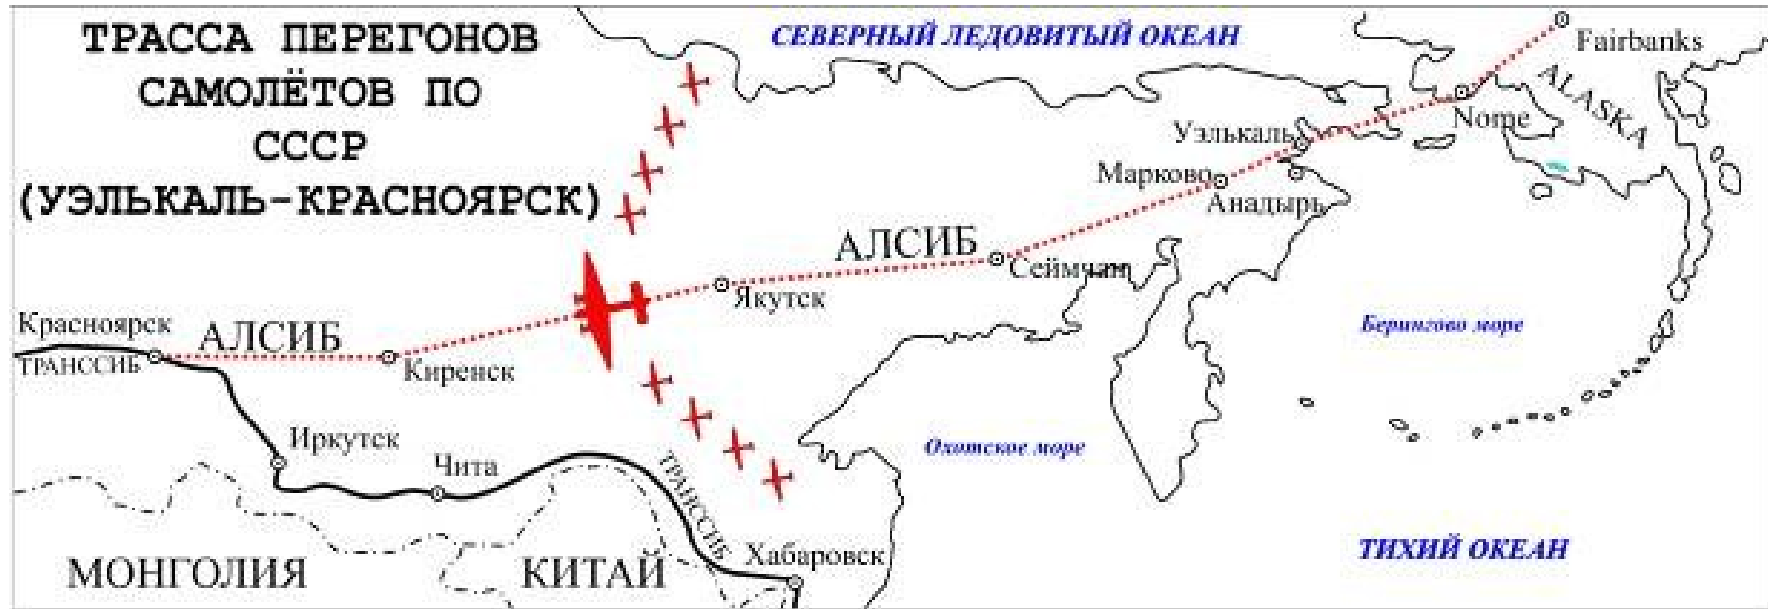 ТРАССА ПЕРЕГОНОВ
САМОЛЁТОВ ПО
СССР
(УЭЛЬКАЛЬ-КРАСНОЯРСК)
СЕВЕРНЫЙ ЛЕДОВИТЫЙ ОКЕАН
Fairbanks
ALASKA
Nome
Уэлькаль
Марково
Анадырь
АЛСИБ
Сеймчан
Якутск
Берингово море
Красноярск
АЛСИБ
ТРАНССИБ
Киренск
Иркутск
Чита
ТРАНССИБ
Охотское море
Хабаровск
ТИХИЙ ОКЕАН
МОНГОЛИЯ
КИТАЙ